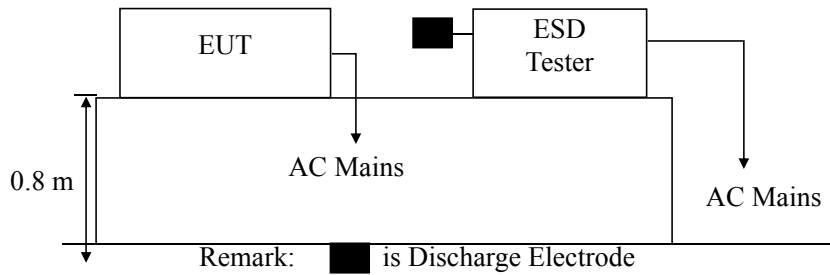 EUT
ESD
Tester
AC Mains
0.8 m
AC Mains
Remark: is Discharge Electrode